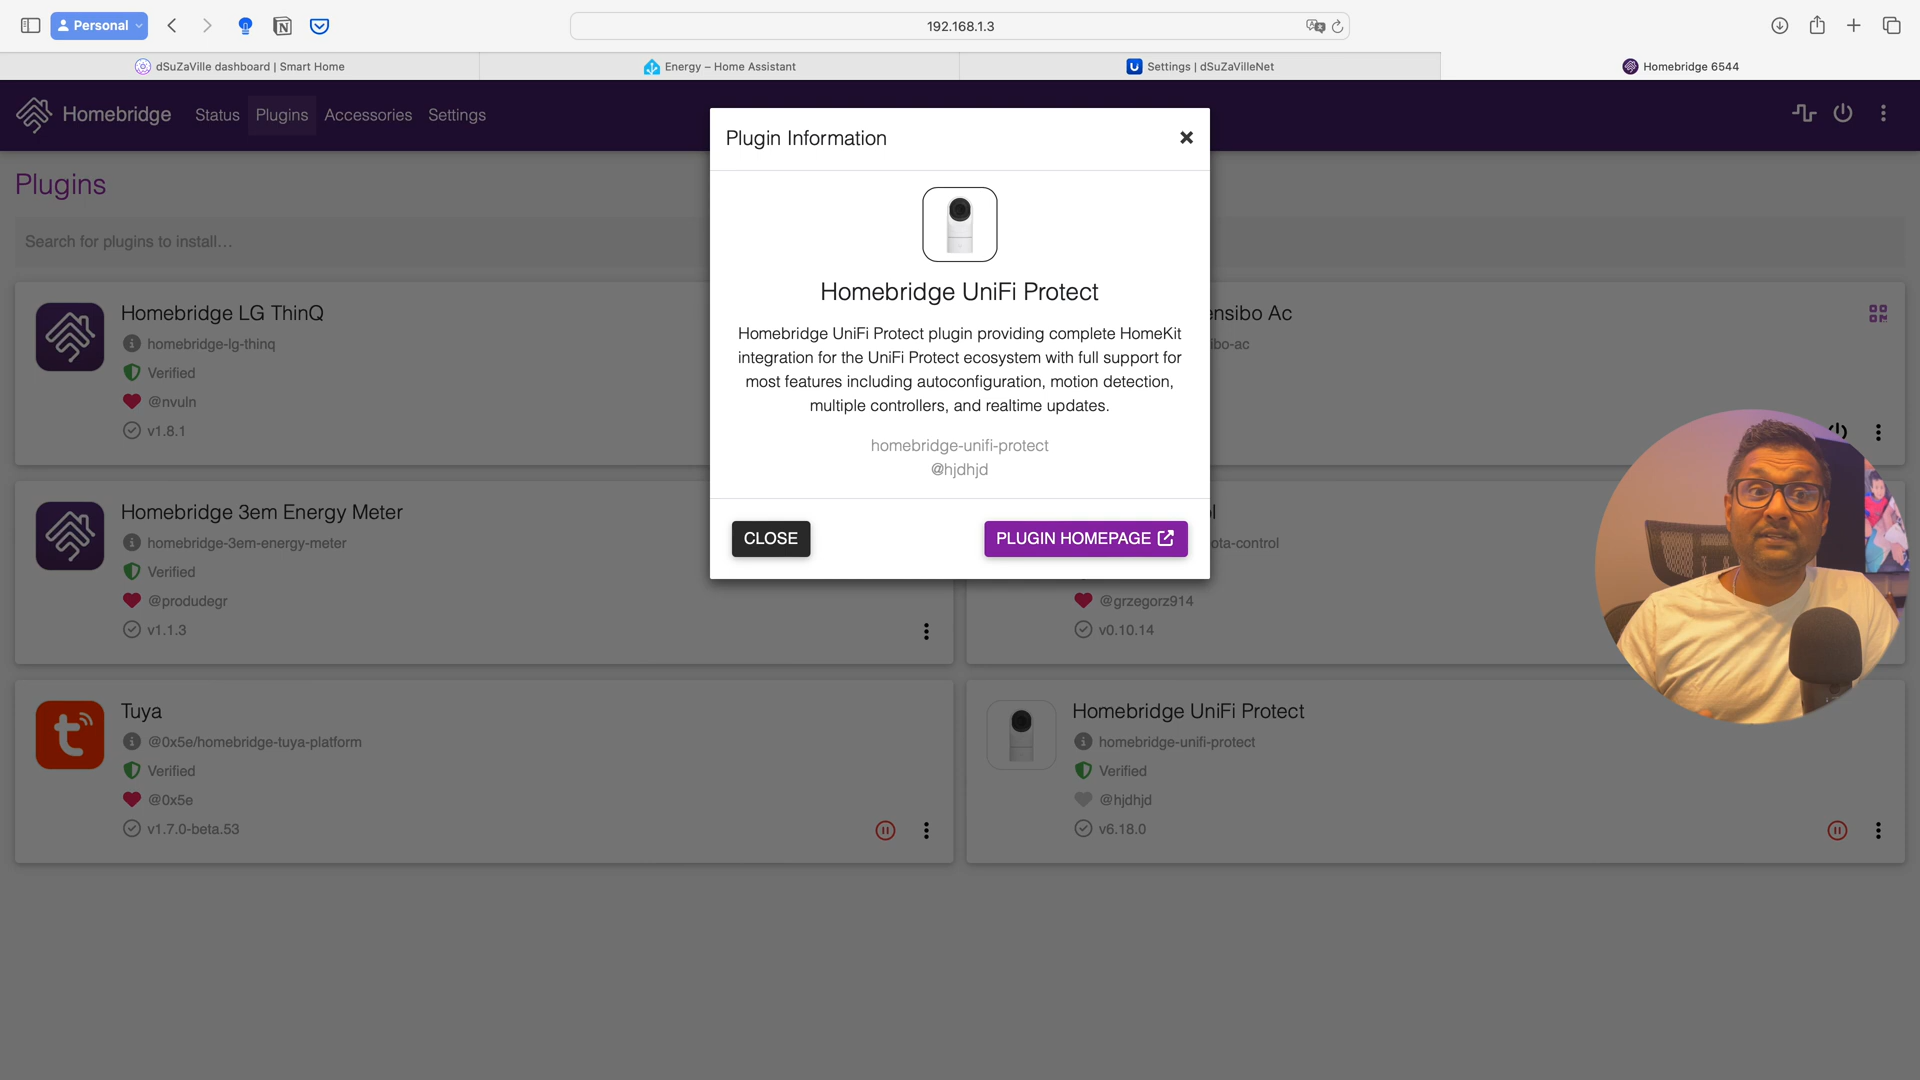 Personal
192.168.1.3
dSuZaVille dashboard | Smart Home
Energy – Home Assistant
Settings | dSuZaVilleNet
Homebridge 6544
Homebridge
Status
Plugins
Accessories
Settings
Plugins
Search for plugins to install...
Homebridge LG ThinQ
homebridge-lg-thinq
Verified
@nvuln
v1.8.1
ensibo Ac
ibo-ac
Homebridge 3em Energy Meter
homebridge-3em-energy-meter
Verified
@produdegr
v1.1.3
ota-control
@grzegorz914
v0.10.14
Tuya
@0x5e/homebridge-tuya-platform
Verified
@0x5e
v1.7.0-beta.53
Homebridge UniFi Protect
homebridge-unifi-protect
Verified
@hjdhjd
v6.18.0
Plugin Information
Homebridge UniFi Protect
Homebridge UniFi Protect plugin providing complete HomeKit
integration for the UniFi Protect ecosystem with full support for
most features including autoconfiguration, motion detection,
multiple controllers, and realtime updates.
homebridge-unifi-protect
@hjdhjd
CLOSE
PLUGIN HOMEPAGE